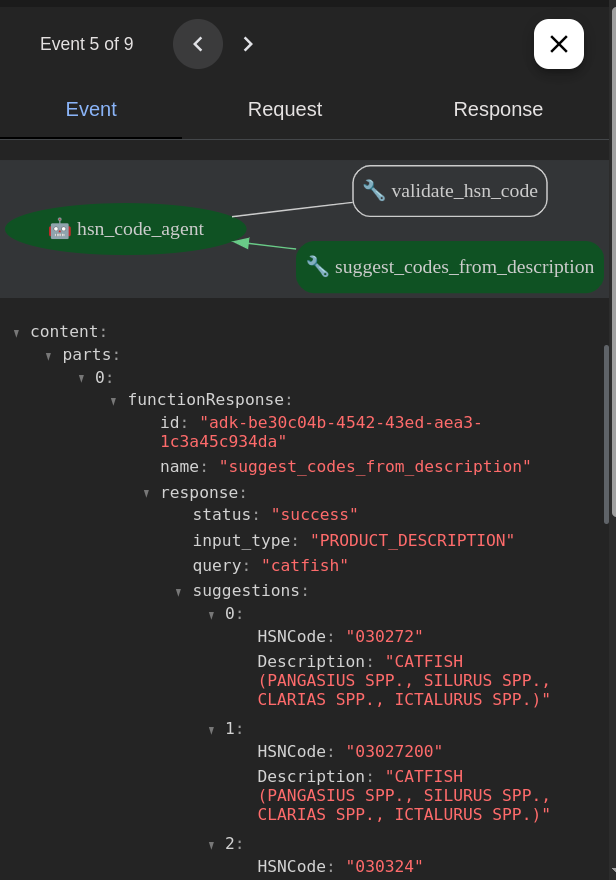 Event 5 of 9
Event Request Response
validate_hsn_code
hsn_code_agent
suggest_codes_from_description
content:
parts:
0:
functionResponse:
id: "adk-be30c04b-4542-43ed-aea3-
1c3a45c934da"
name: "suggest_codes_from_description"
response:
status: "success"
input_type: "PRODUCT_DESCRIPTION"
query: "catfish"
suggestions:
0:
HSNCode: "030272"
Description: "CATFISH
(PANGASIUS SPP., SILURUS SPP.,
CLARIAS SPP., ICTALURUS SPP.)"
1:
HSNCode: "03027200"
Description: "CATFISH
(PANGASIUS SPP., SILURUS SPP.,
CLARIAS SPP., ICTALURUS SPP.)"
2:
HSNCode: "030324"